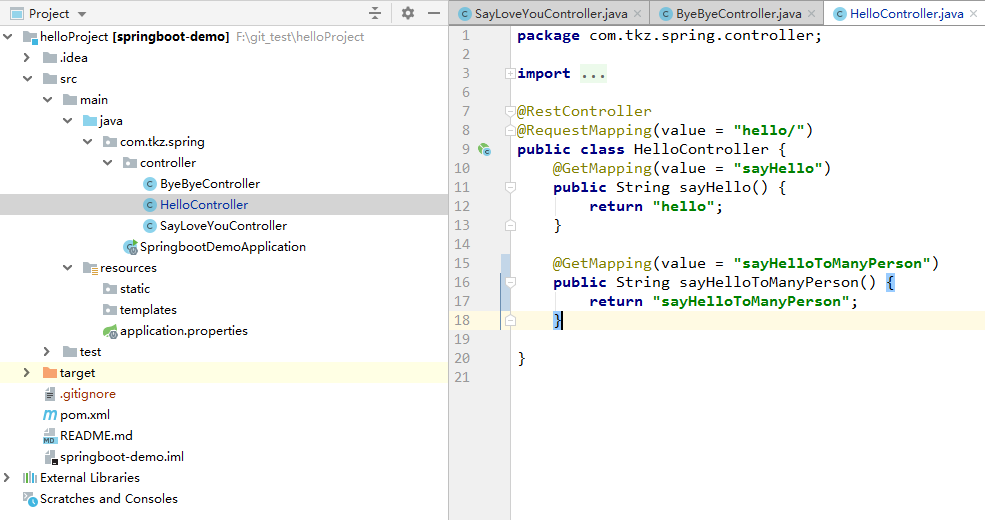 Project
helloProject [springboot-demo] F:\git_test\helloProject
.idea
src
main
java
com.tkz.spring
controller
ByeByeController
HelloController
SayLoveYouController
SpringbootDemoApplication
resources
static
templates
application.properties
test
target
.gitignore
pom.xml
README.md
springboot-demo.iml
External Libraries
Scratches and Consoles
SayLoveYouController.java ByeByeController.java HelloController.java
1 package com.tkz.spring.controller;
2
3 import ...
6
7 @RestController
8 @RequestMapping(value = "hello/")
9 public class HelloController {
10 @GetMapping(value = "sayHello")
11 public String sayHello() {
12 return "hello";
13 }
14
15 @GetMapping(value = "sayHelloToManyPerson")
16 public String sayHelloToManyPerson() {
17 return "sayHelloToManyPerson";
18 }
19
20 }
21